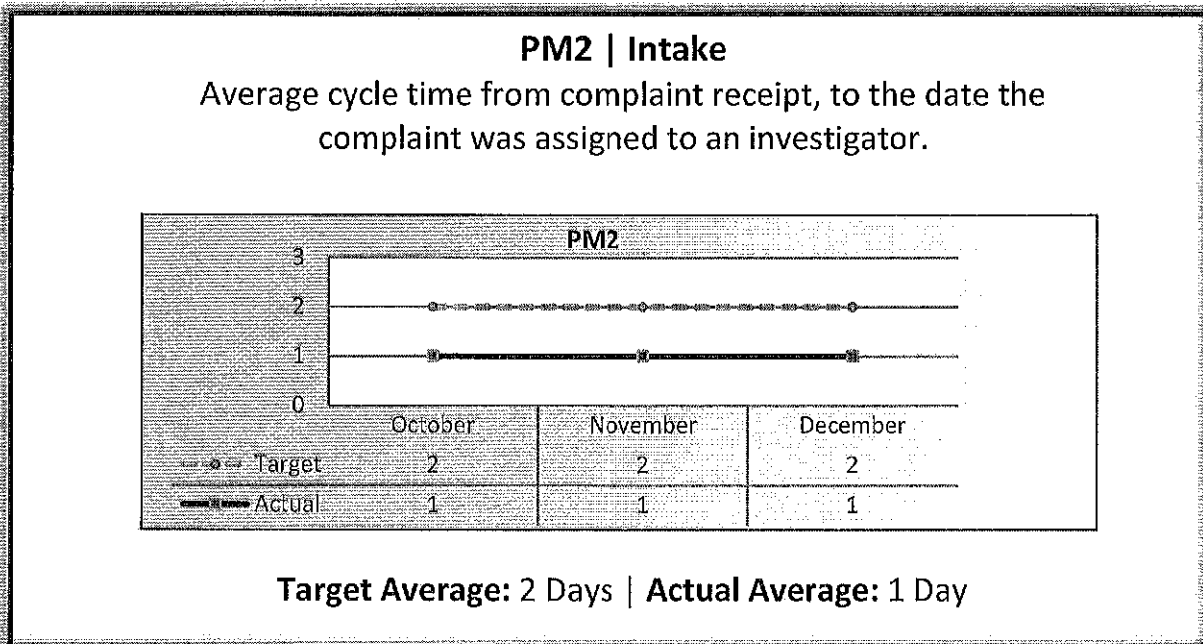 PM2 | Intake
Average cycle time from complaint receipt, to the date the
complaint was assigned to an investigator.
PM2
3
2
1
0
October November December
Target 2 2 2
Actual 1 1 1
Target Average: 2 Days | Actual Average: 1 Day